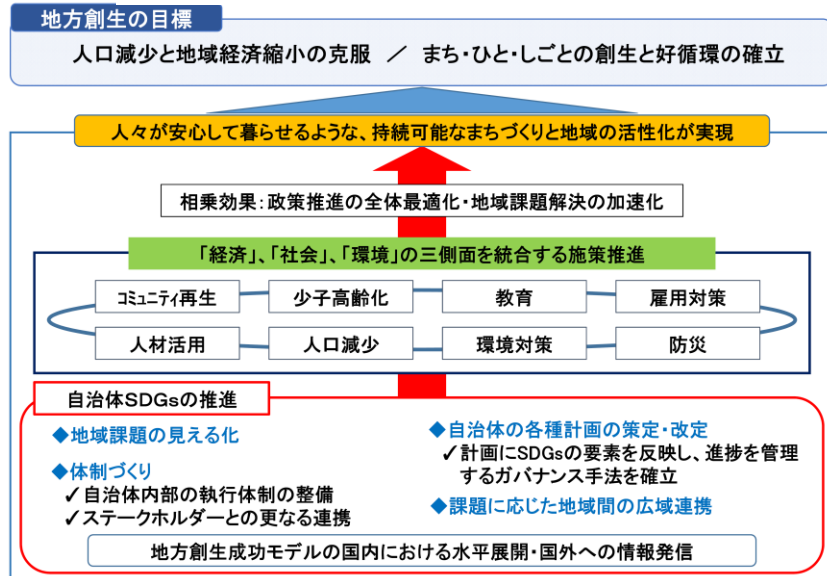 地方創生の目標
人口減少と地域経済縮小の克服 ／ まち・ひと・しごとの創生と好循環の確立
人々が安心して暮らせるような、持続可能なまちづくりと地域の活性化が実現
相乗効果：政策推進の全体最適化・地域課題解決の加速化
「経済」、「社会」、「環境」の三側面を統合する施策推進
コミュニティ再生 少子高齢化 教育 雇用対策
人材活用 人口減少 環境対策 防災
自治体SDGsの推進
◆地域課題の見える化
◆体制づくり
✓自治体内部の執行体制の整備
✓ステークホルダーとの更なる連携
◆自治体の各種計画の策定・改定
✓計画にSDGsの要素を反映し、進捗を管理
するガバナンス手法を確立
◆課題に応じた地域間の広域連携
地方創生成功モデルの国内における水平展開・国外への情報発信